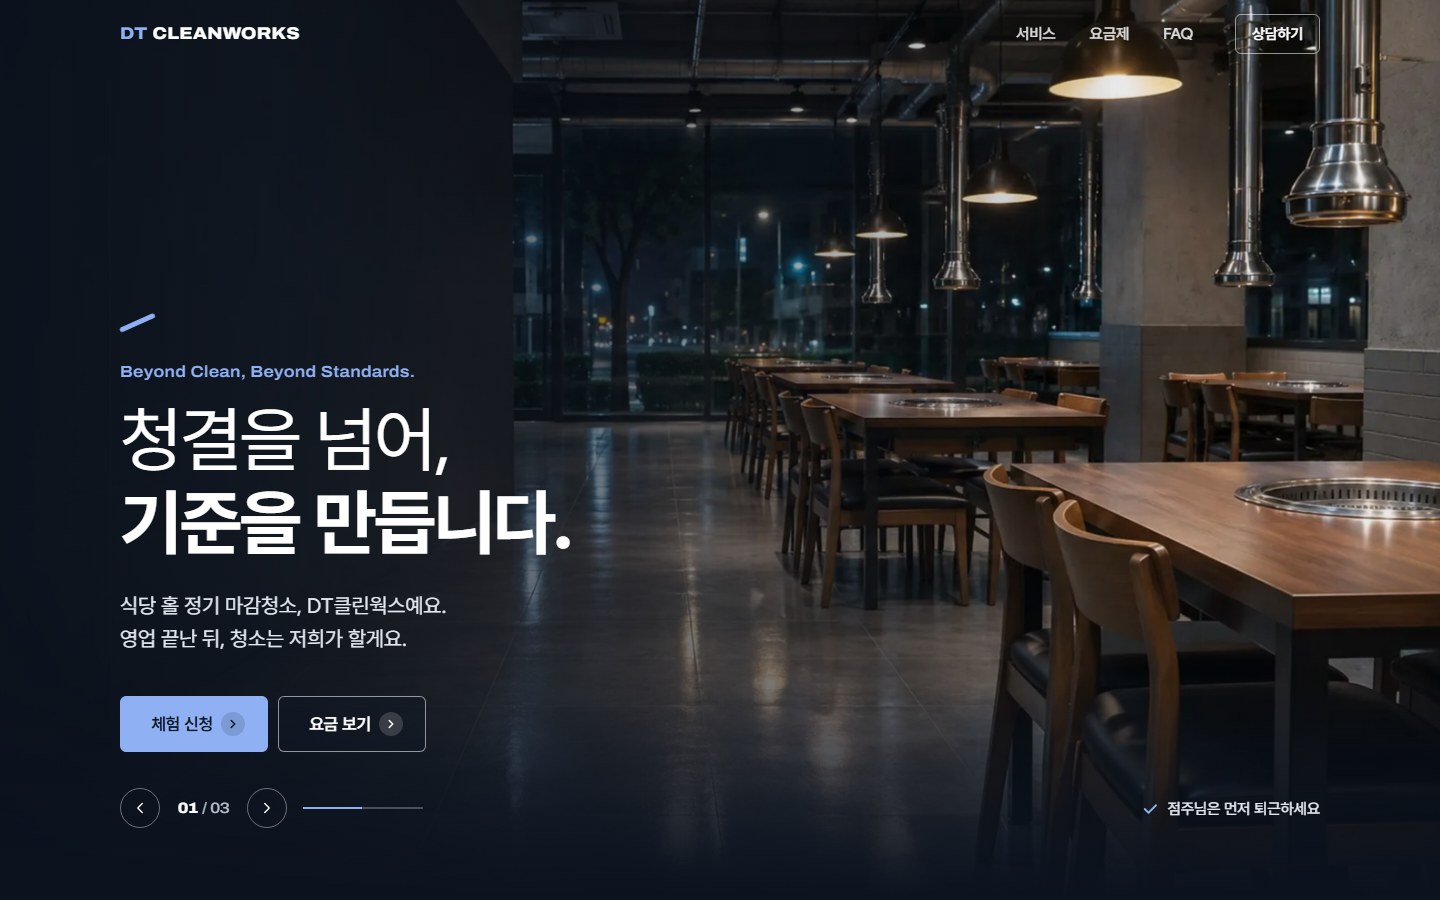 DT CLEANWORKS
서비스 요금제 FAQ 상담하기
Beyond Clean, Beyond Standards.
청결을 넘어,
기준을 만듭니다.
식당 홀 정기 마감청소, DT클린웍스예요.
영업 끝난 뒤, 청소는 저희가 할게요.
체험 신청 요금 보기
01 / 03
점주님은 먼저 퇴근하세요